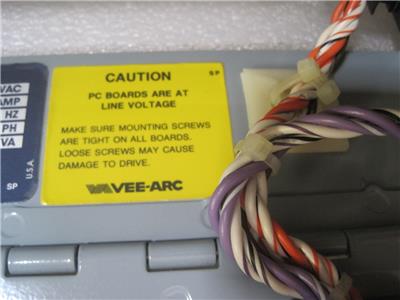 CAUTION
SP
PC BOARDS ARE AT
LINE VOLTAGE
MAKE SURE MOUNTING SCREWS
ARE TIGHT ON ALL BOARDS.
LOOSE SCREWS MAY CAUSE
DAMAGE TO DRIVE.
VEE-ARC
VAC
AMP
HZ
PH
VA
U.S.A.
SP